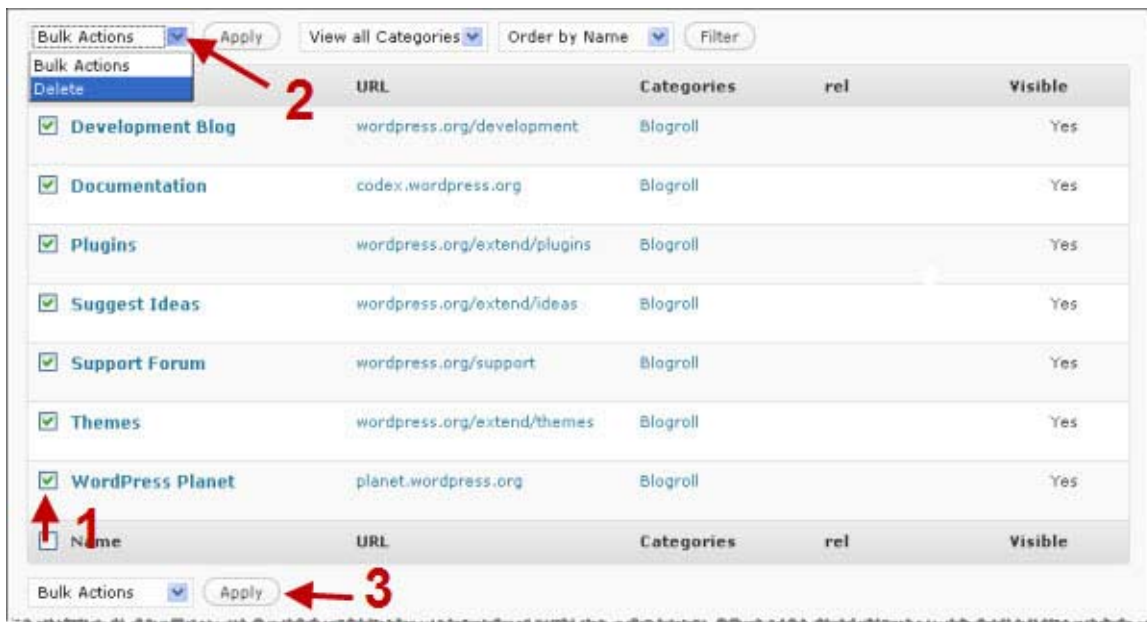 Bulk Actions Apply View all Categories Order by Name Filter
Bulk Actions
Delete
2
URL Categories rel Visible
Development Blog wordpress.org/development Blogroll Yes
Documentation codex.wordpress.org Blogroll Yes
Plugins wordpress.org/extend/plugins Blogroll Yes
Suggest Ideas wordpress.org/extend/ideas Blogroll Yes
Support Forum wordpress.org/support Blogroll Yes
Themes wordpress.org/extend/themes Blogroll Yes
WordPress Planet planet.wordpress.org Blogroll Yes
1
Name URL Categories rel Visible
Bulk Actions Apply 3